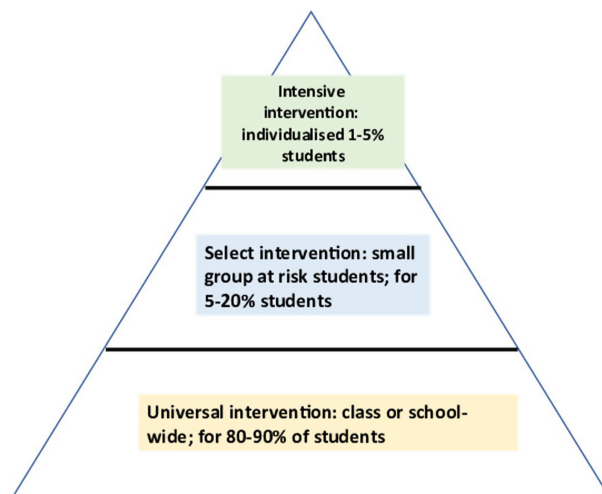 Intensive
intervention:
individualised 1-5%
students
Select intervention: small
group at risk students; for
5-20% students
Universal intervention: class or school-
wide; for 80-90% of students